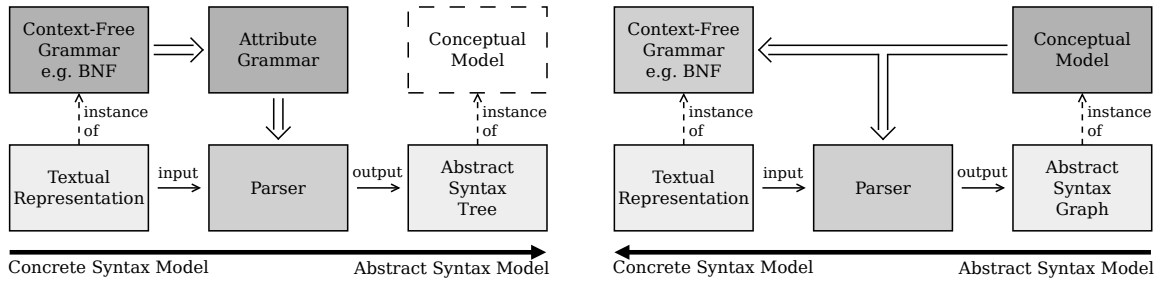 Context-Free
Grammar
e.g. BNF
Attribute
Grammar
Conceptual
Model
instance
of
instance
of
Textual
Representation
input
Parser
output
Abstract
Syntax
Tree
Concrete Syntax Model
Abstract Syntax Model
Context-Free
Grammar
e.g. BNF
Conceptual
Model
instance
of
instance
of
Textual
Representation
input
Parser
output
Abstract
Syntax
Graph
Concrete Syntax Model
Abstract Syntax Model